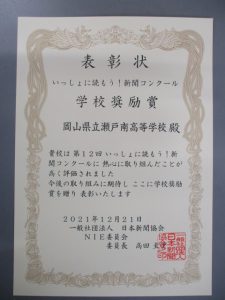 表彰状
いっしょに読もう！新聞コンクール
学校奨励賞
岡山県立瀬戸南高等学校 殿
貴校は第12回いっしょに読もう！新
聞コンクールに 熱心に取り組んだことが
高く評価されました
今後の取り組みに期待し ここに学校奨励
賞を贈り 表彰いたします
2021年12月21日
一般社団法人 日本新聞協会
NIE委員会
委員長 高田